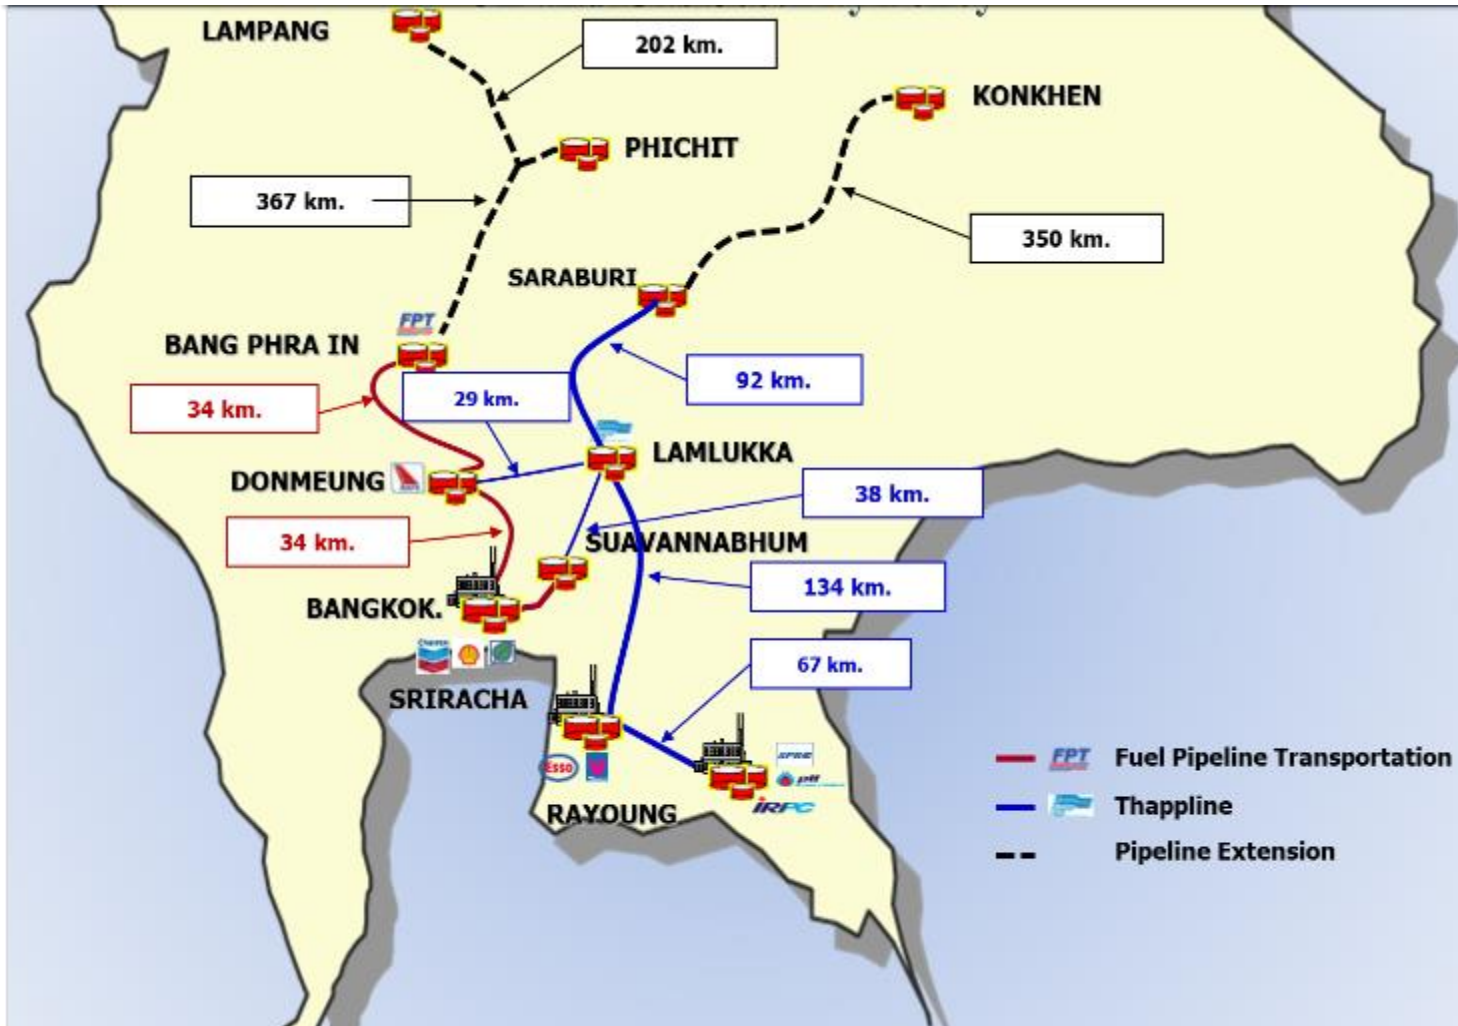 LAMPANG
202 km.
KONKHEN
PHICHIT
367 km.
350 km.
SARABURI
FPT
BANG PHRA IN
92 km.
34 km.
29 km.
LAMLUKKA
DONMEUNG
38 km.
34 km.
SUAVANNABHUM
134 km.
BANGKOK.
67 km.
SRIRACHA
Esso
ptt
RAYOUNG
IRPC
FPT Fuel Pipeline Transportation
Thappline
Pipeline Extension